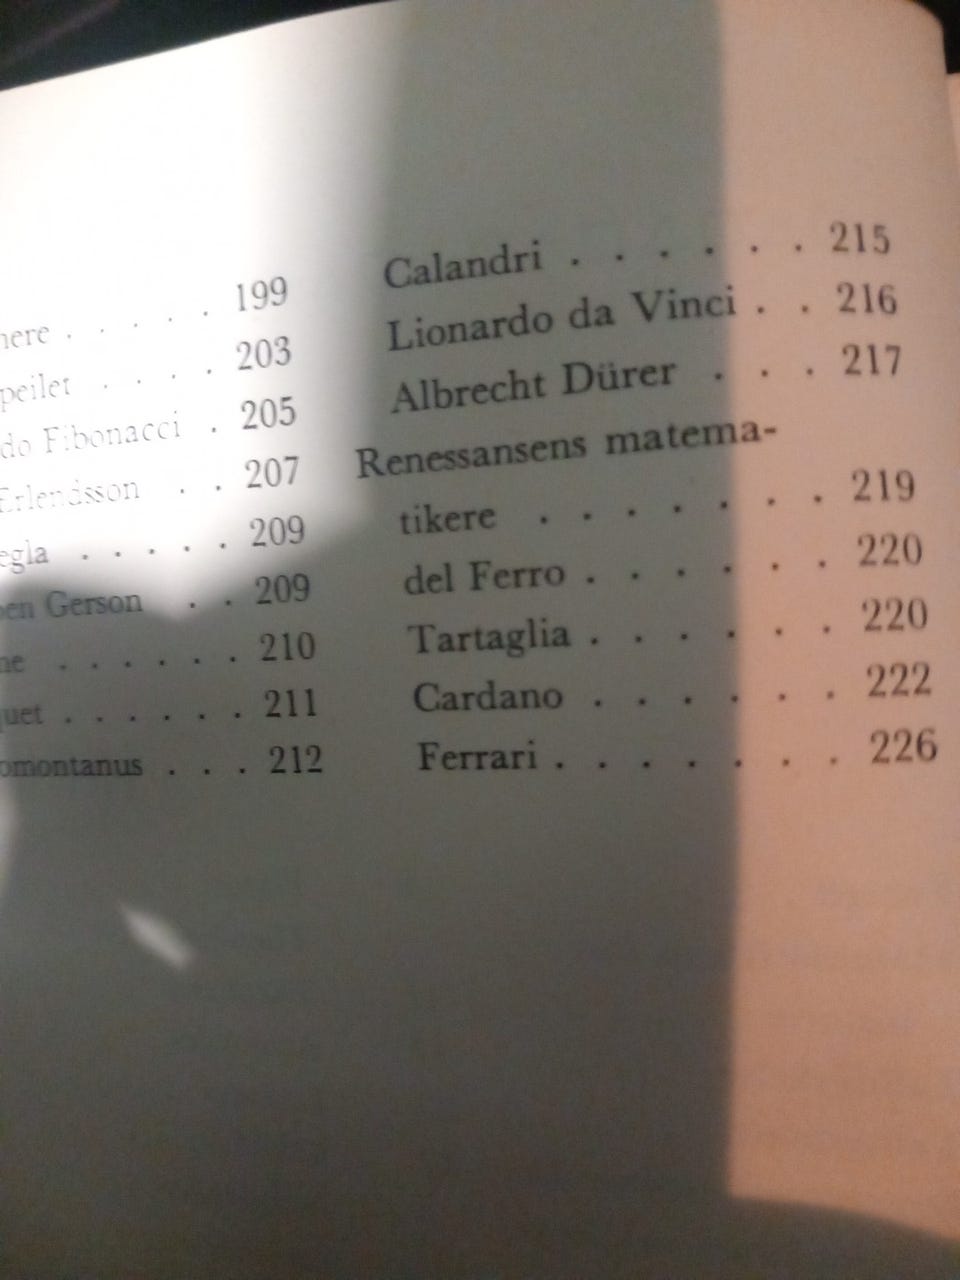 nere . . . . . 199
peilet . . . . 203
do Fibonacci . 205
Erlendsson . . 207
egla . . . . . 209
ben Gerson . . 209
ne . . . . . . 210
quet . . . . . . 211
omontanus . . . 212
Calandri . . . . . . 215
Lionardo da Vinci . . 216
Albrecht Dürer . . . 217
Renessansens matema-
tikere . . . . . . . 219
del Ferro . . . . . . 220
Tartaglia . . . . . . 220
Cardano . . . . . . 222
Ferrari . . . . . . . 226